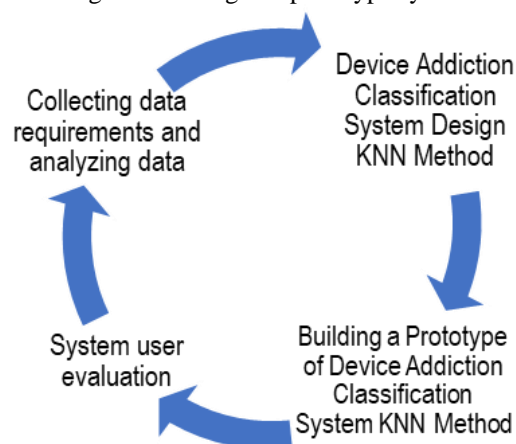 Collecting data
requirements and
analyzing data
Device Addiction
Classification
System Design
KNN Method
Building a Prototype
of Device Addiction
Classification
System KNN Method
System user
evaluation